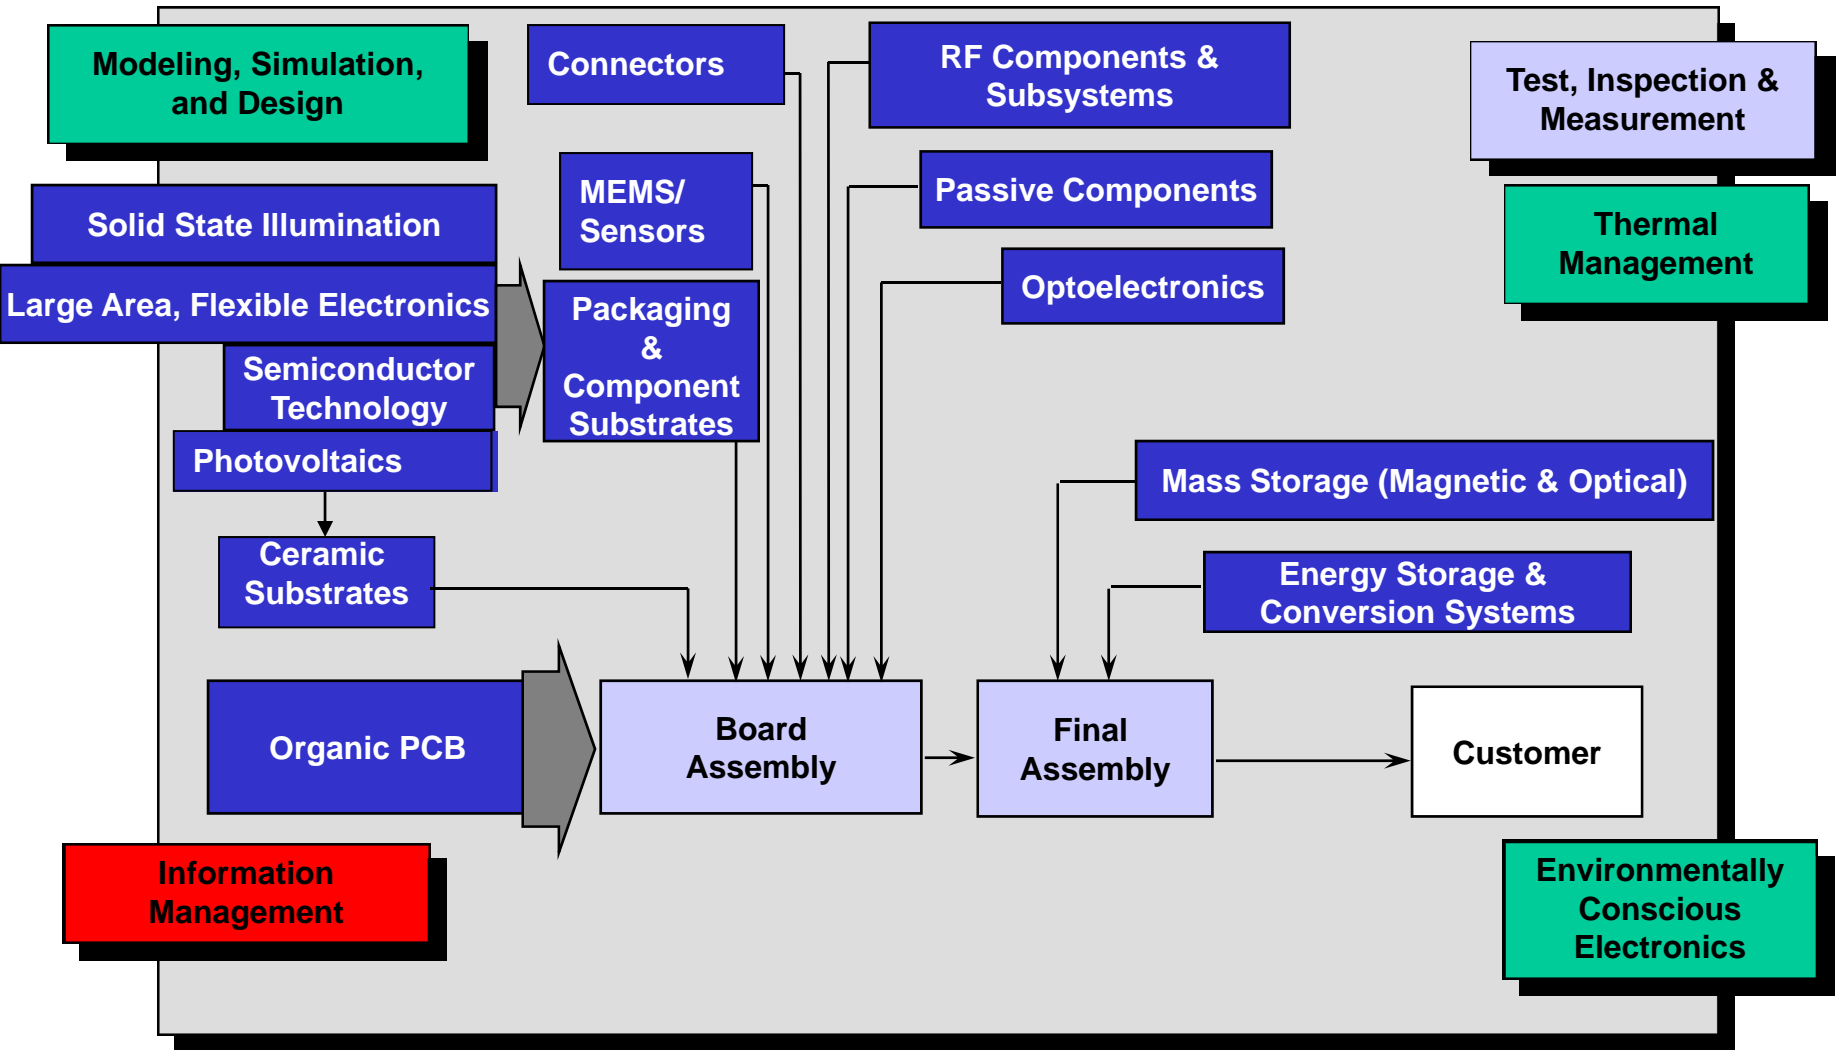 Modeling, Simulation,
and Design
Connectors
RF Components &
Subsystems
Test, Inspection &
Measurement
MEMS/
Sensors
Passive Components
Solid State Illumination
Thermal
Management
Large Area, Flexible Electronics
Optoelectronics
Packaging
&
Component
Substrates
Semiconductor
Technology
Photovoltaics
Mass Storage (Magnetic & Optical)
Ceramic
Substrates
Energy Storage &
Conversion Systems
Organic PCB
Board
Assembly
Final
Assembly
Customer
Information
Management
Environmentally
Conscious
Electronics